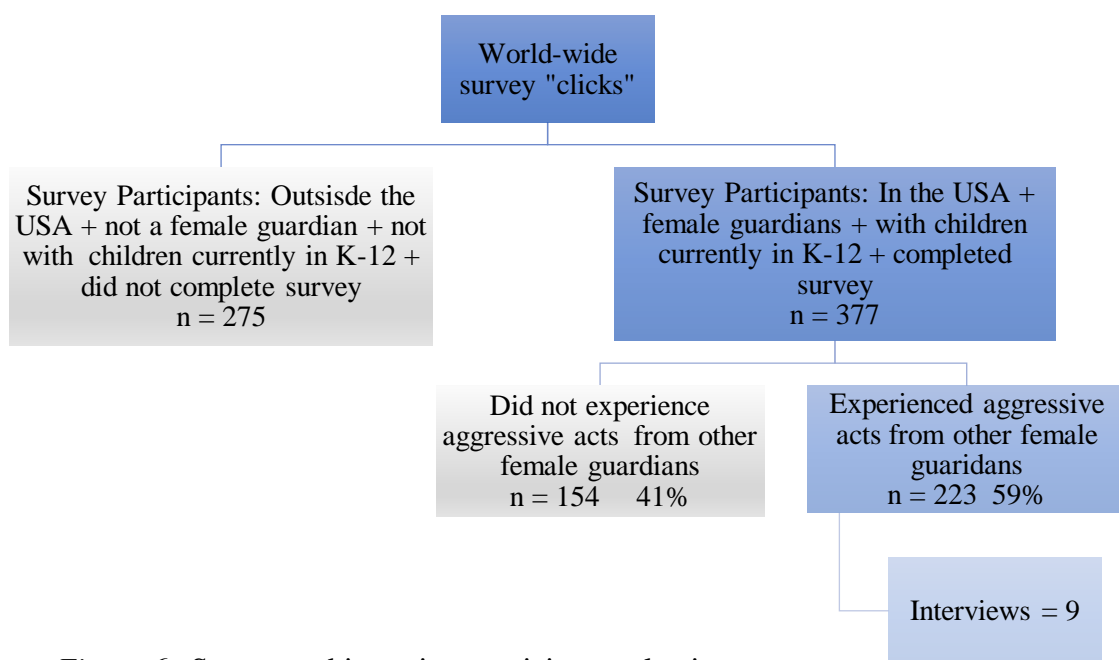 World-wide
survey "clicks"
Survey Participants: Outsisde the
USA + not a female guardian + not
with children currently in K-12 +
did not complete survey
n = 275
Survey Participants: In the USA +
female guardians + with children
currently in K-12 + completed
survey
n = 377
Did not experience
aggressive acts from other
female guardians
n = 154 41%
Experienced aggressive
acts from other female
guaridans
n = 223 59%
Interviews = 9